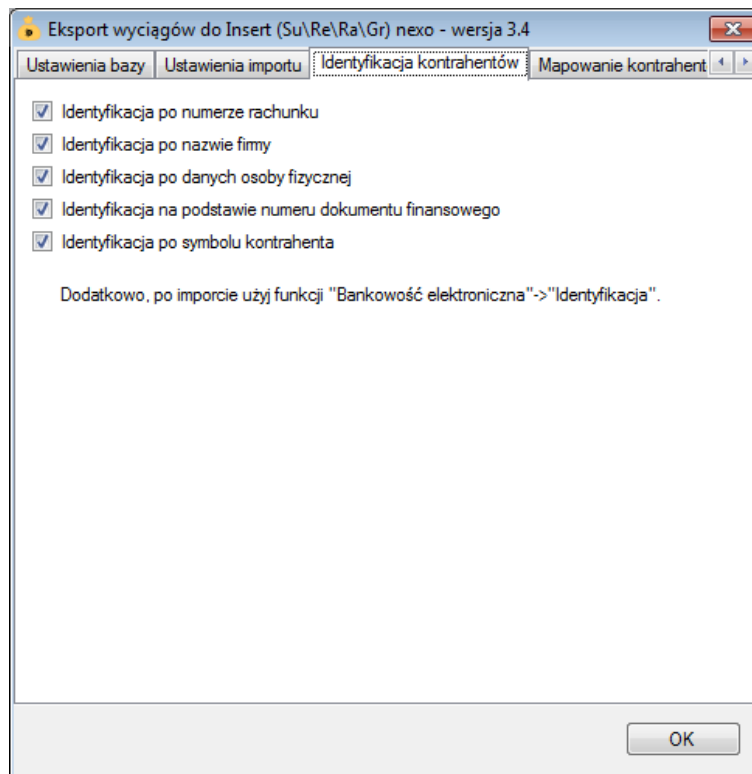 Eksport wyciągów do Insert (Su\Re\Ra\Gr) nexo - wersja 3.4
Ustawienia bazy Ustawienia importu Identyfikacja kontrahentów Mapowanie kontrahent
Identyfikacja po numerze rachunku
Identyfikacja po nazwie firmy
Identyfikacja po danych osoby fizycznej
Identyfikacja na podstawie numeru dokumentu finansowego
Identyfikacja po symbolu kontrahenta
Dodatkowo, po imporcie użyj funkcji "Bankowość elektroniczna"->"Identyfikacja".
OK